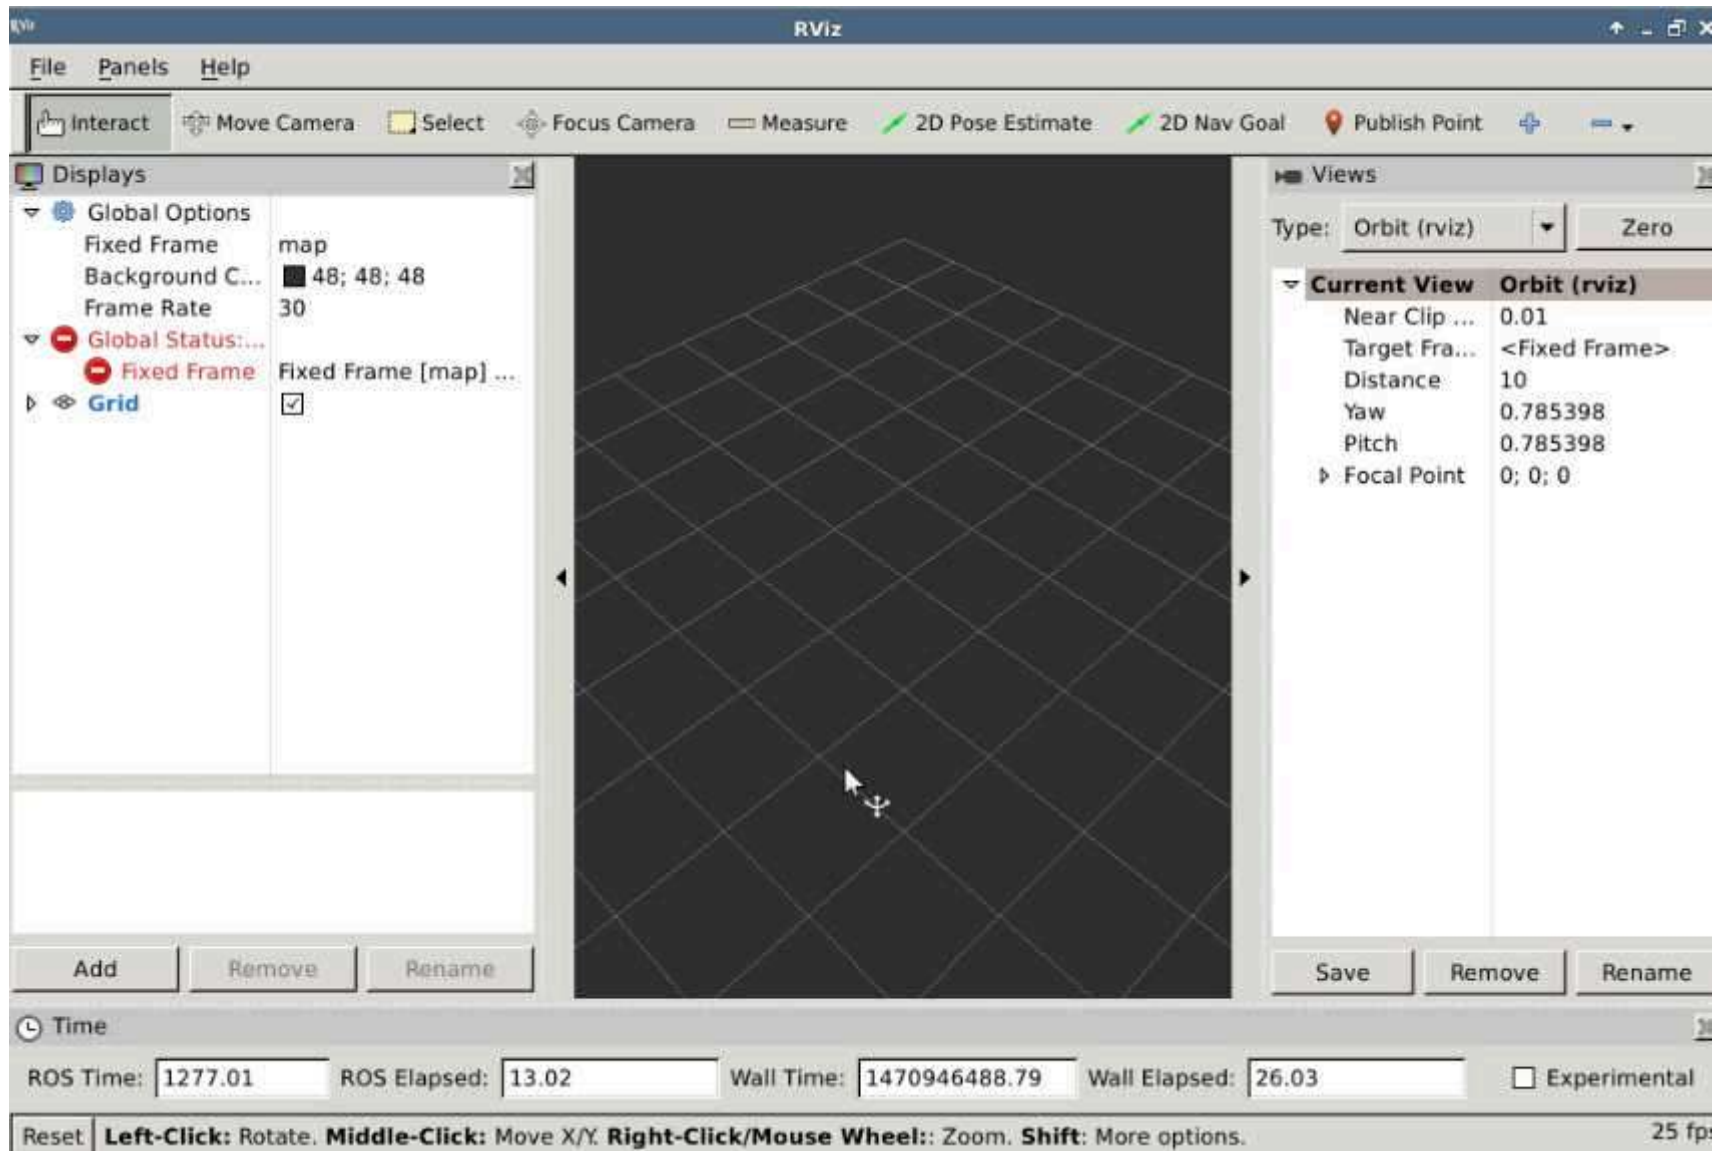 RViz
RViz
File Panels Help
Interact Move Camera Select Focus Camera Measure 2D Pose Estimate 2D Nav Goal Publish Point
Displays
Global Options
Fixed Frame map
Background C... 48; 48; 48
Frame Rate 30
Global Status:...
Fixed Frame Fixed Frame [map] ...
Grid
Add Remove Rename
Views
Type: Orbit (rviz) Zero
Current View Orbit (rviz)
Near Clip ... 0.01
Target Fra... <Fixed Frame>
Distance 10
Yaw 0.785398
Pitch 0.785398
Focal Point 0; 0; 0
Save Remove Rename
Time
ROS Time: 1277.01 ROS Elapsed: 13.02 Wall Time: 1470946488.79 Wall Elapsed: 26.03 Experimental
Reset Left-Click: Rotate. Middle-Click: Move X/Y. Right-Click/Mouse Wheel:: Zoom. Shift: More options. 25 fps